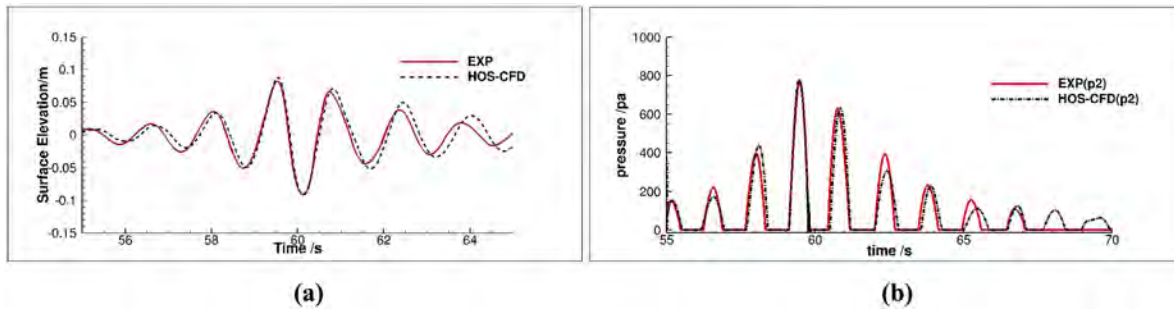 0.15
0.1
0.05
0
-0.05
-0.1
-0.15
Surface Elevation/m
EXP
HOS-CFD
56 58 60 62 64
Time /s
(a)
1000
800
600
400
200
0
pressure /pa
EXP(p2)
HOS-CFD(p2)
55 60 65 70
time /s
(b)